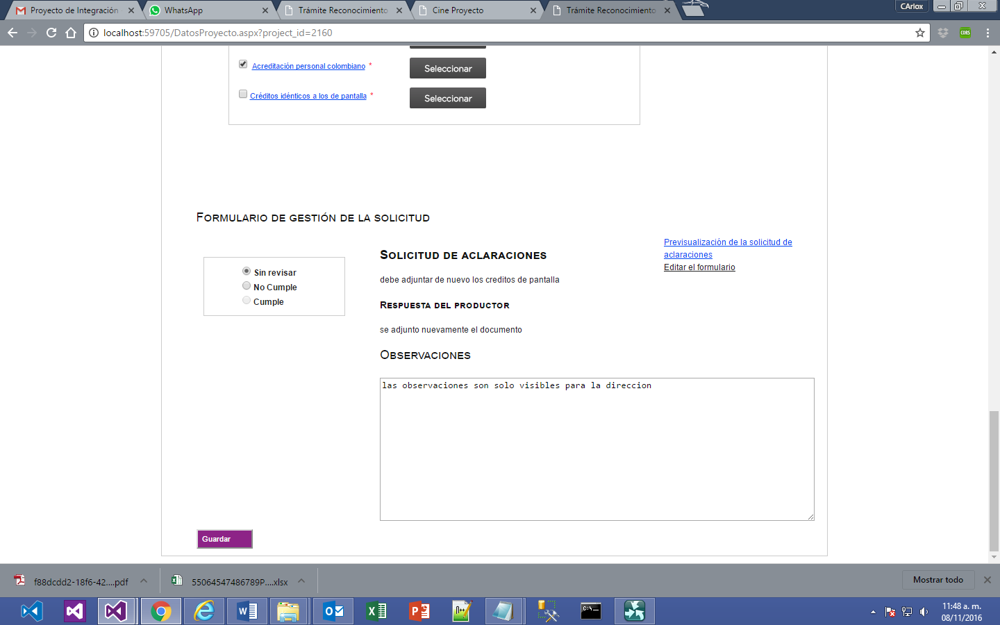 Proyecto de Integración
WhatsApp
Trámite Reconocimiento
Cine Proyecto
Trámite Reconocimiento
CArlox
localhost:59705/DatosProyecto.aspx?project_id=2160
CORS
Acreditación personal colombiano *
Seleccionar
Créditos idénticos a los de pantalla *
Seleccionar
Formulario de gestión de la solicitud
Sin revisar
No Cumple
Cumple
Solicitud de aclaraciones
debe adjuntar de nuevo los creditos de pantalla
Respuesta del productor
se adjunto nuevamente el documento
Observaciones
las observaciones son solo visibles para la direccion
Previsualización de la solicitud de
aclaraciones
Editar el formulario
Guardar
f88dcdd2-18f6-42....pdf
55064547486789P....xlsx
Mostrar todo
11:48 a. m.
08/11/2016